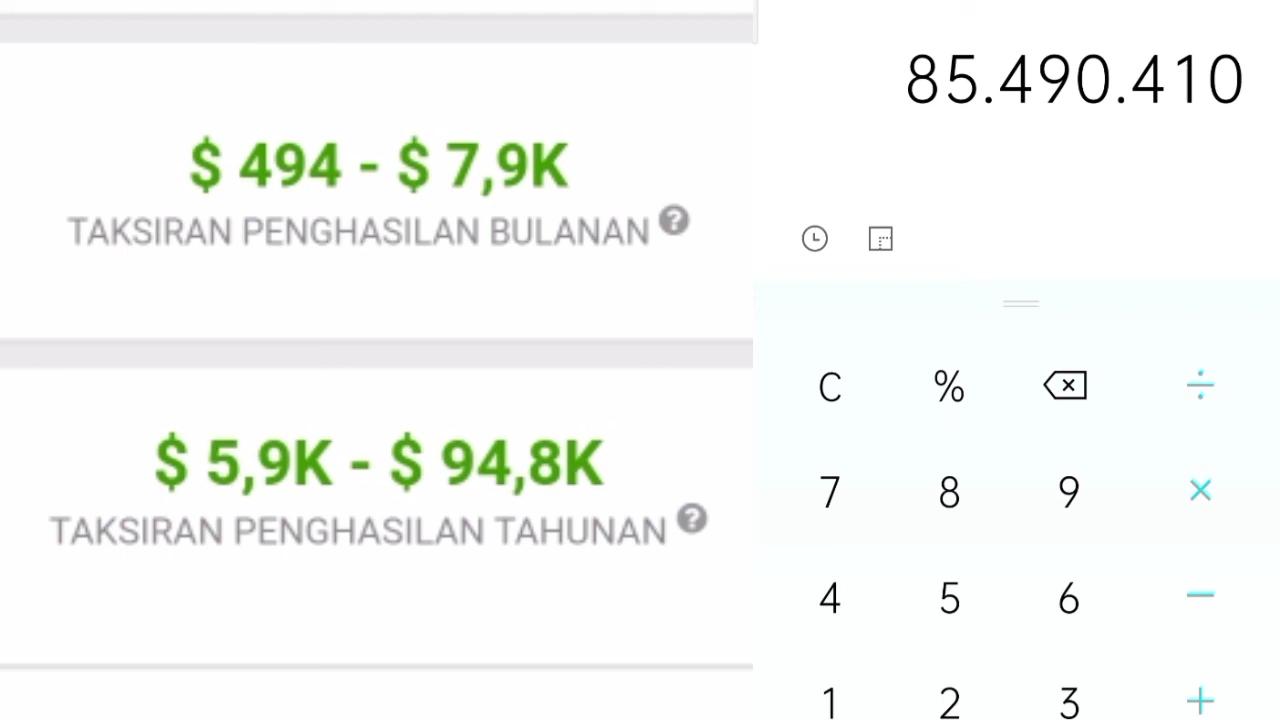 $ 494 - $ 7,9K
TAKSIRAN PENGHASILAN BULANAN ?
$ 5,9K - $ 94,8K
TAKSIRAN PENGHASILAN TAHUNAN ?
85.490.410
C % ÷
7 8 9 ×
4 5 6 −
1 2 3 +